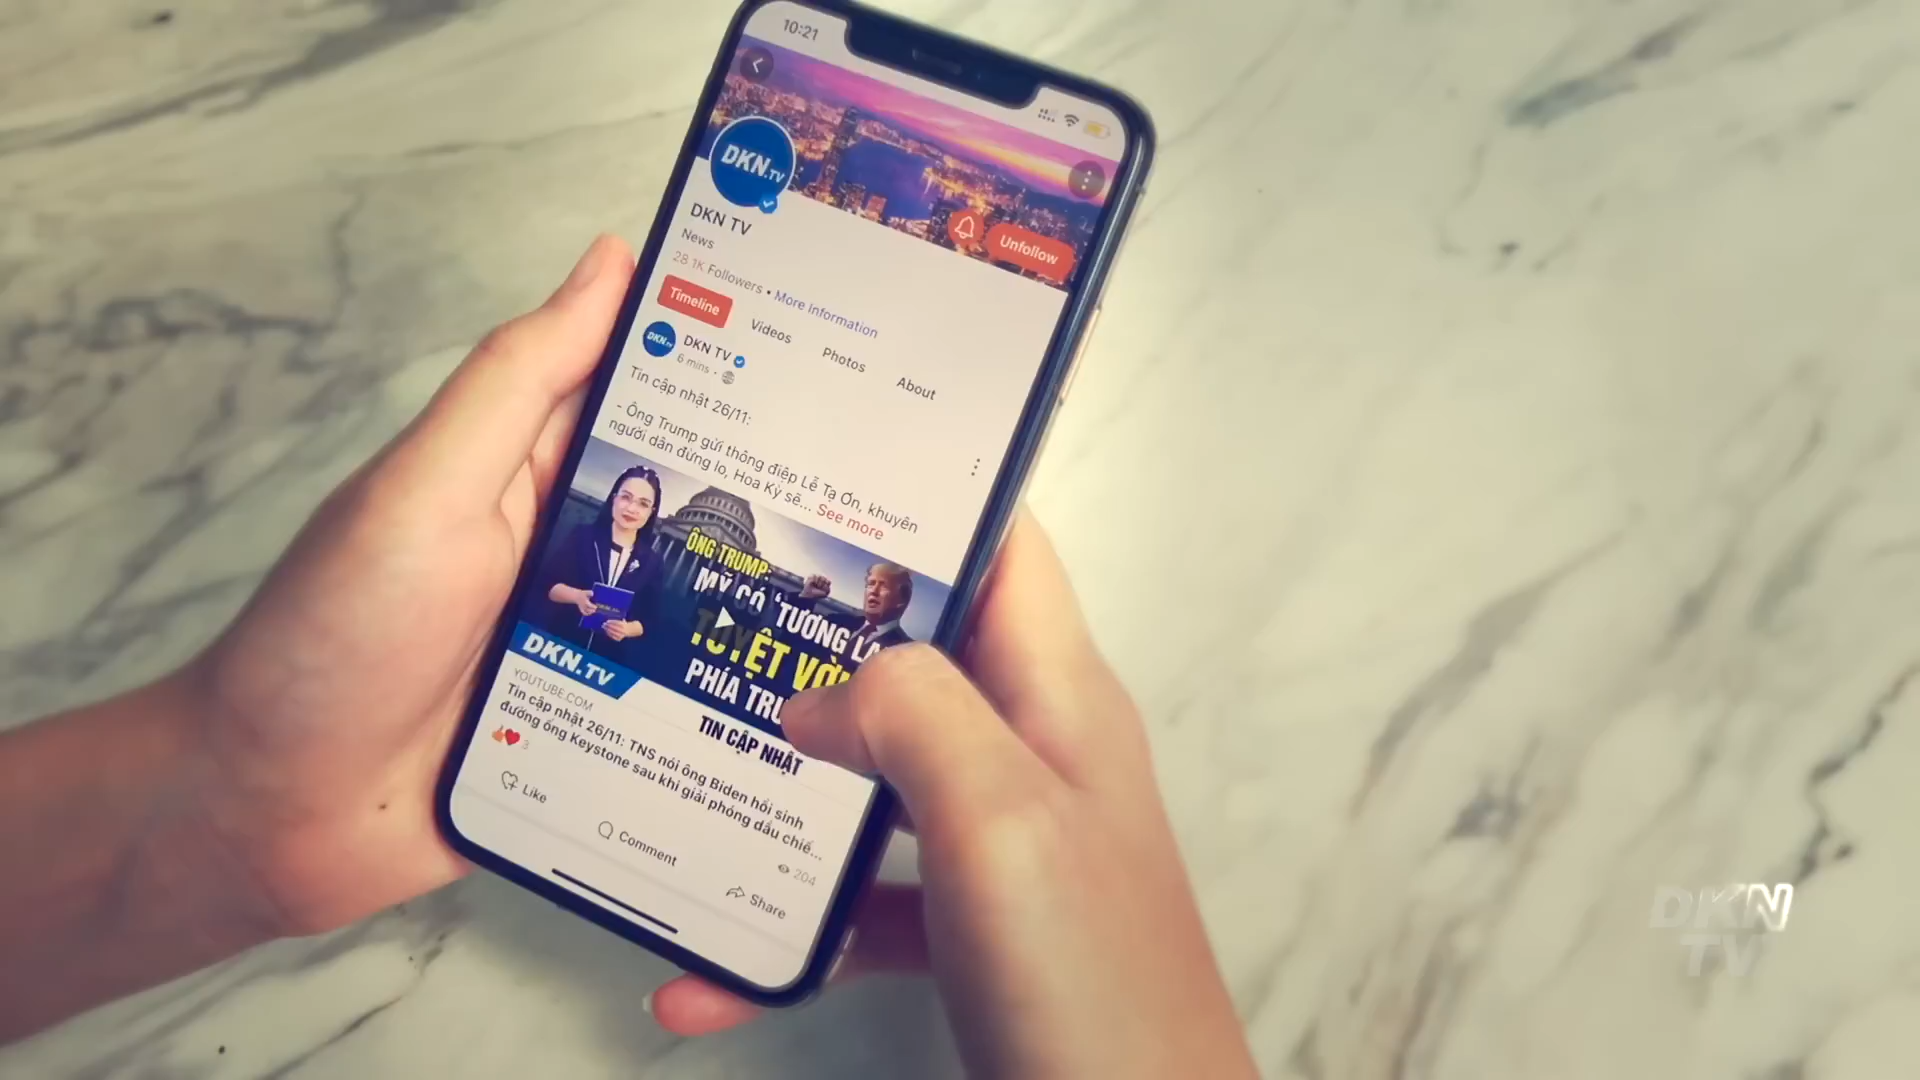 10:21
DKN.TV
Unfollow
DKN TV
News
28.1K Followers • More Information
Timeline
Videos
Photos
About
DKN.TV
DKN TV
6 mins
Tin cập nhật 26/11:
- Ông Trump gửi thông điệp Lễ Tạ Ơn, khuyên
người dân đừng lo, Hoa Kỳ sẽ... See more
ÔNG TRUMP:
MỸ CÓ 'TƯƠNG LA
TUYỆT VỜI
PHÍA TRƯ
DKN.TV
TIN CẬP NHẬT
YOUTUBE.COM
Tin cập nhật 26/11: TNS nói ông Biden hồi sinh
đường ống Keystone sau khi giải phóng dầu chiế...
3
204
Like
Comment
Share
DKN
TV